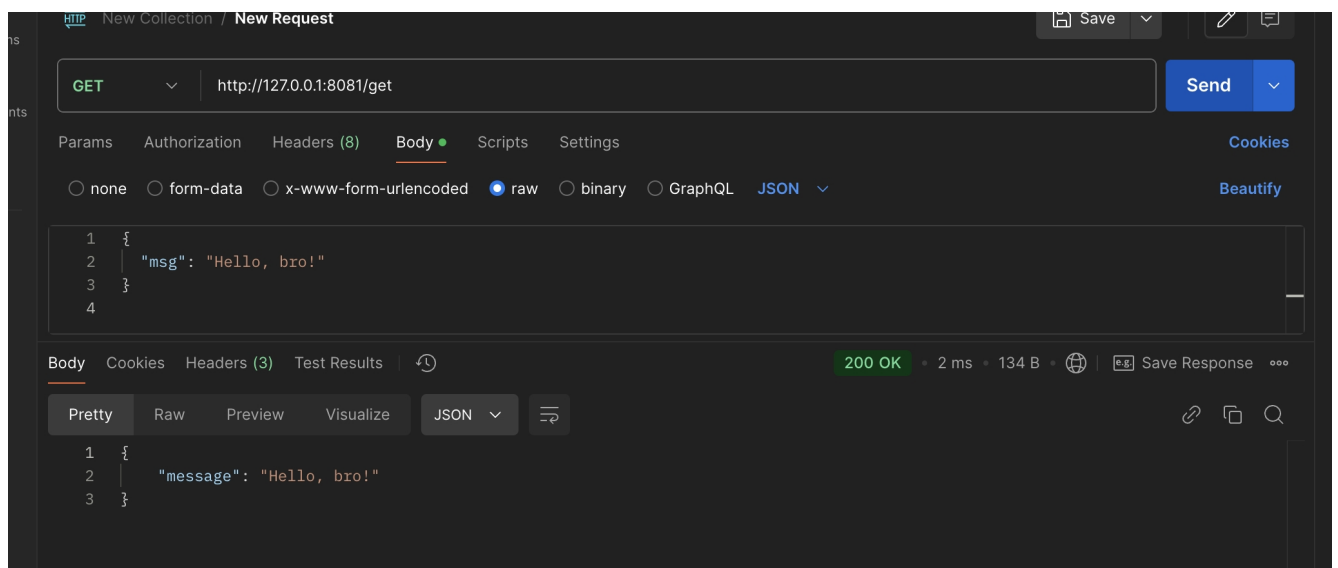 HTTP New Collection / New Request Save
ns
GET http://127.0.0.1:8081/get Send
nts
Params Authorization Headers (8) Body Scripts Settings Cookies
none form-data x-www-form-urlencoded raw binary GraphQL JSON Beautify
1 {
2 "msg": "Hello, bro!"
3 }
4
Body Cookies Headers (3) Test Results 200 OK 2 ms 134 B e.g. Save Response
Pretty Raw Preview Visualize JSON
1 {
2 "message": "Hello, bro!"
3 }